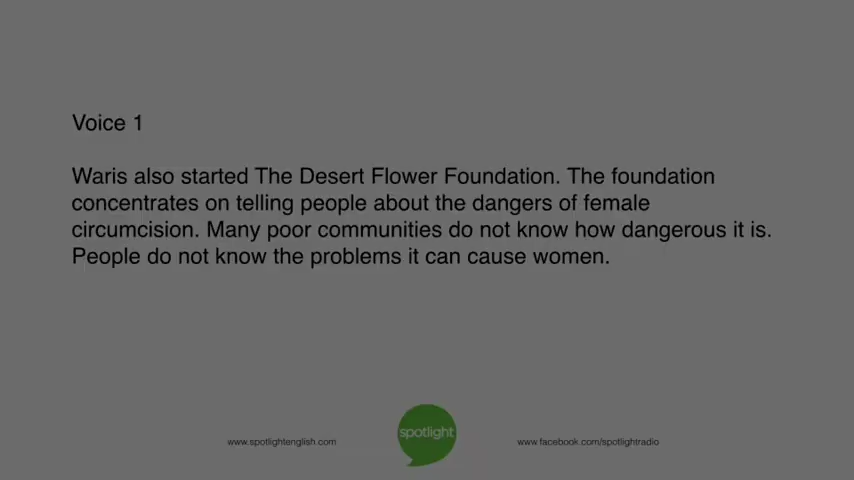 Voice 1
Waris also started The Desert Flower Foundation. The foundation
concentrates on telling people about the dangers of female
circumcision. Many poor communities do not know how dangerous it is.
People do not know the problems it can cause women.
www.spotlightenglish.com
spotlight
www.facebook.com/spotlightradio